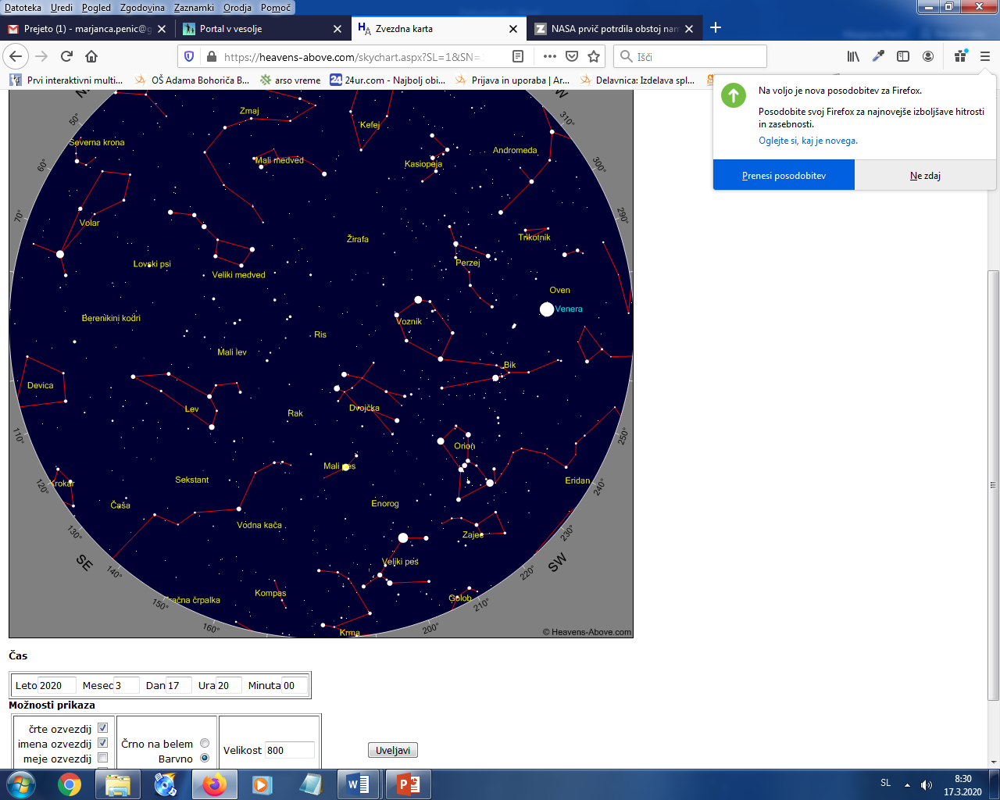 Datoteka Uredi Pogled Zgodovina Zaznamki Orodja Pomoč
Prejeto (1) - marjanca.penic@g
Portal v vesolje
Zvezdna karta
NASA prvič potrdila obstoj nam
https://heavens-above.com/skychart.aspx?SL=1&SN=
Išči
Prvi interaktivni multi...
OŠ Adama Bohoriča B...
arso vreme
24ur.com - Najbolj obi...
Prijava in uporaba | Ar...
Delavnica: Izdelava spl...
Na voljo je nova posodobitev za Firefox.
Posodobite svoj Firefox za najnovejše izboljšave hitrosti
in zasebnosti.
Oglejte si, kaj je novega.
Prenesi posodobitev
Ne zdaj
Zmaj
Kefej
50°
310°
Severna krona
Mali medved
Kasiopeja
Andromeda
60°
300°
70°
290°
Volar
Žirafa
Trikotnik
Lovski psi
Veliki medved
Perzej
Oven
Venera
Berenikini kodri
Voznik
Ris
Mali lev
Bik
Devica
Lev
Rak
Dvojčka
110°
250°
Orion
Mali pes
Sekstant
Eridan
Krokar
120°
240°
Čaša
Enorog
Vodna kača
Zajec
130°
230°
SE
SW
140°
220°
Veliki pes
Kompas
Golob
150°
Zračna črpalka
210°
160°
200°
Krma
© Heavens-Above.com
Čas
Leto 2020 Mesec 3 Dan 17 Ura 20 Minuta 00
Možnosti prikaza
črte ozvezdij
imena ozvezdij
meje ozvezdij
Črno na belem
Barvno
Velikost 800
Uveljavi
SL
8:30
17.3.2020